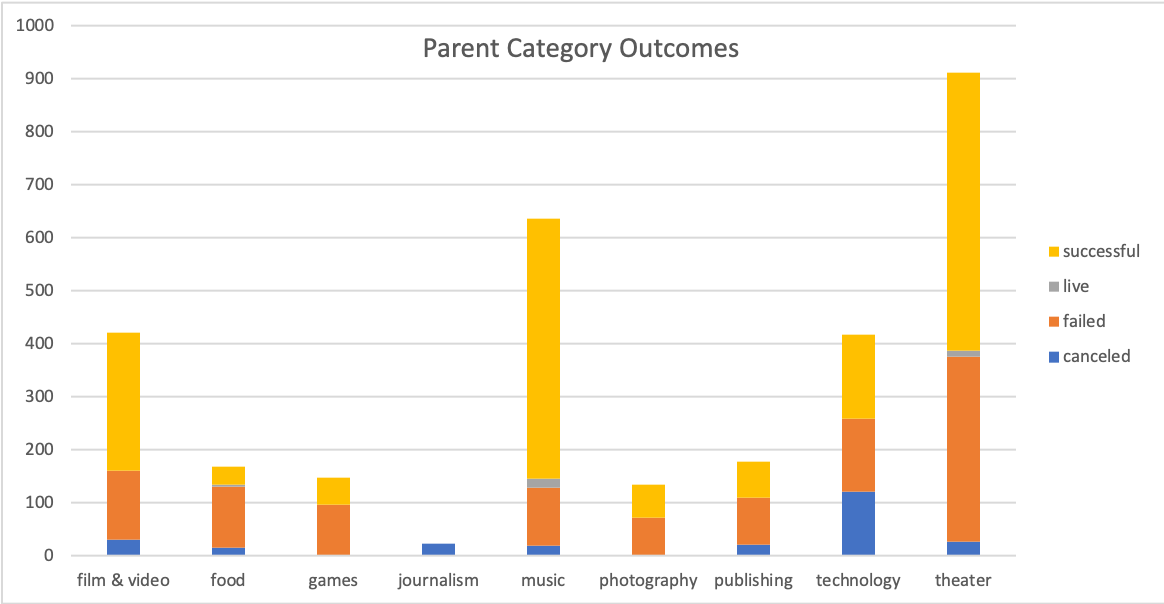 Parent Category Outcomes
1000
900
800
700
600
500
400
300
200
100
0
film & video food games journalism music photography publishing technology theater
successful
live
failed
canceled